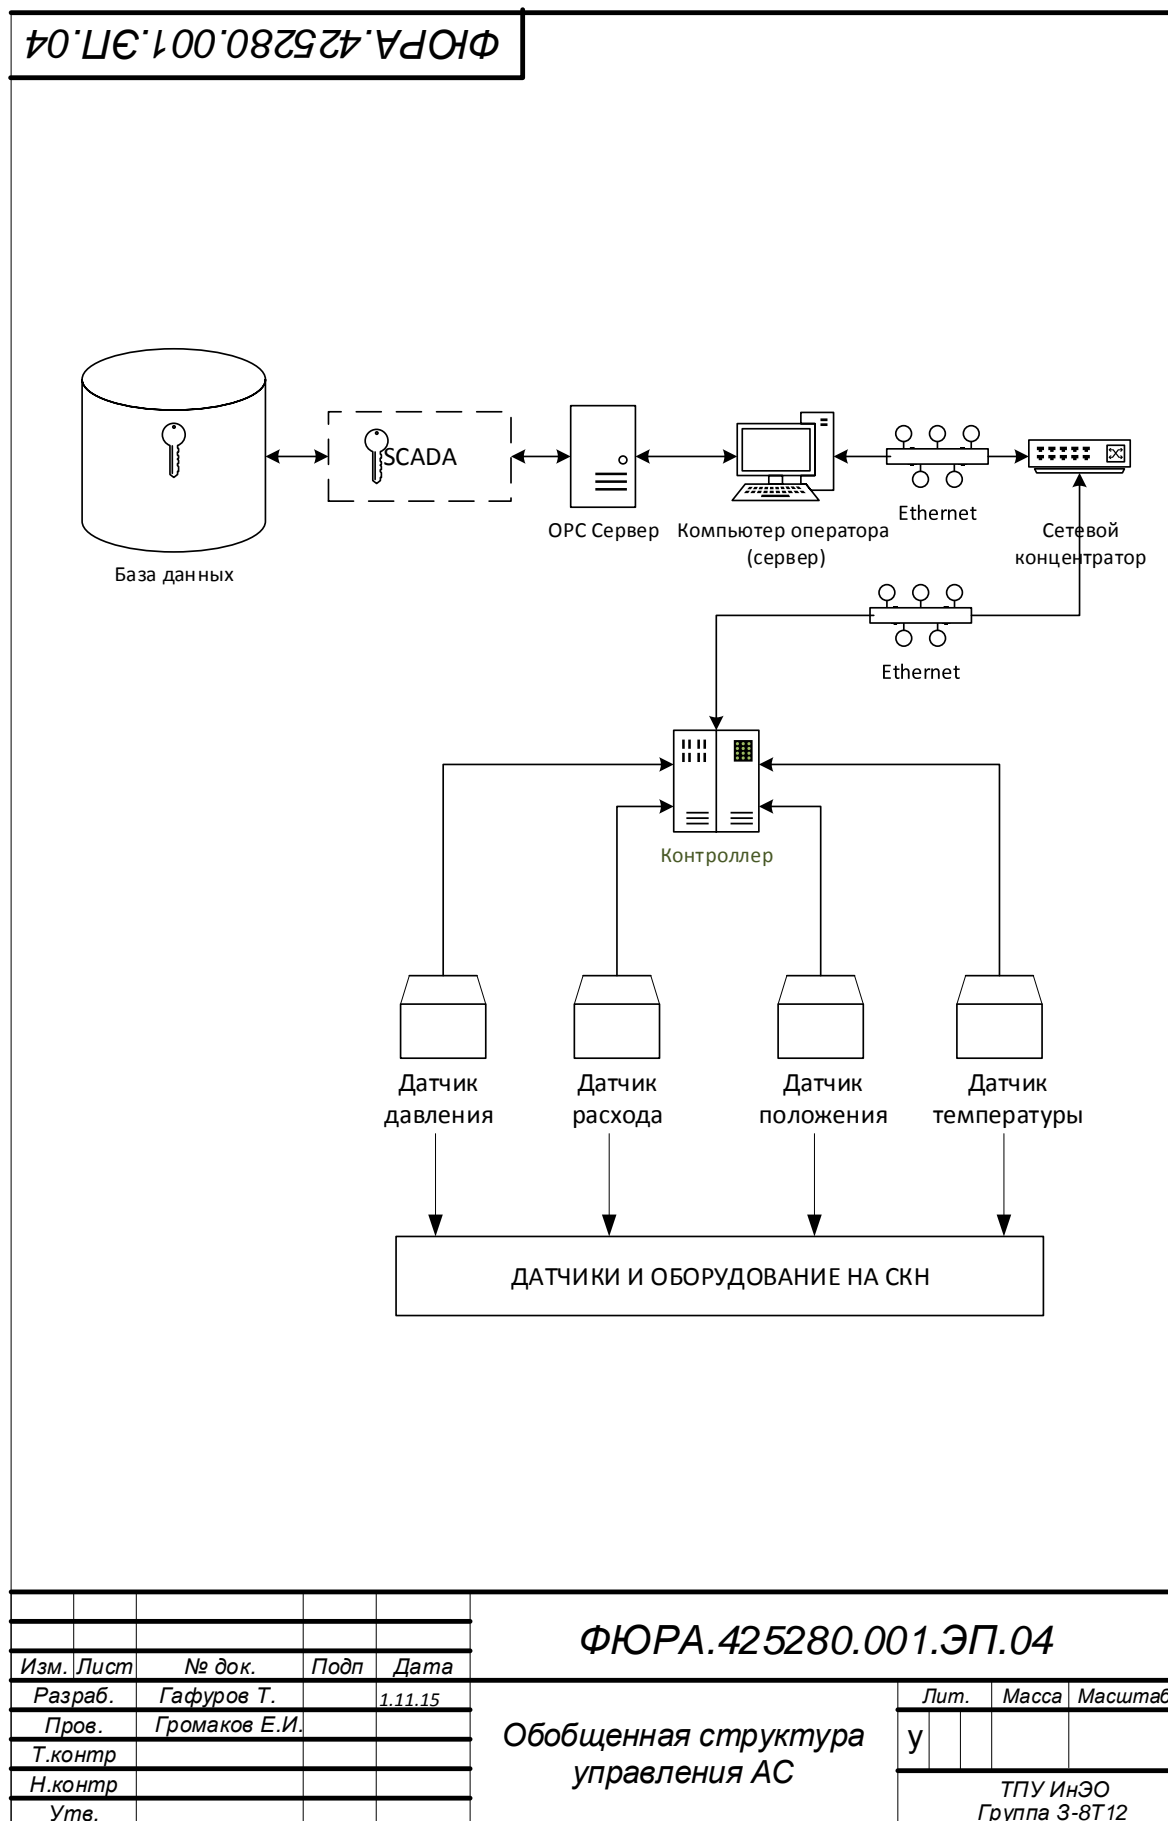 ФЮРА.425280.001.ЭП.04
SCADA
OPC Сервер
Компьютер оператора
(сервер)
Ethernet
Сетевой
концентратор
База данных
Ethernet
Контроллер
Датчик
давления
Датчик
расхода
Датчик
положения
Датчик
температуры
ДАТЧИКИ И ОБОРУДОВАНИЕ НА СКН
ФЮРА.425280.001.ЭП.04
Изм. Лист № док. Подп Дата
Разраб. Гафуров Т. 1.11.15
Пров. Громаков Е.И.
Т.контр
Н.контр
Утв.
Обобщенная структура
управления АС
Лит. Масса Масштаб
У
ТПУ ИнЭО
Группа З-8Т12